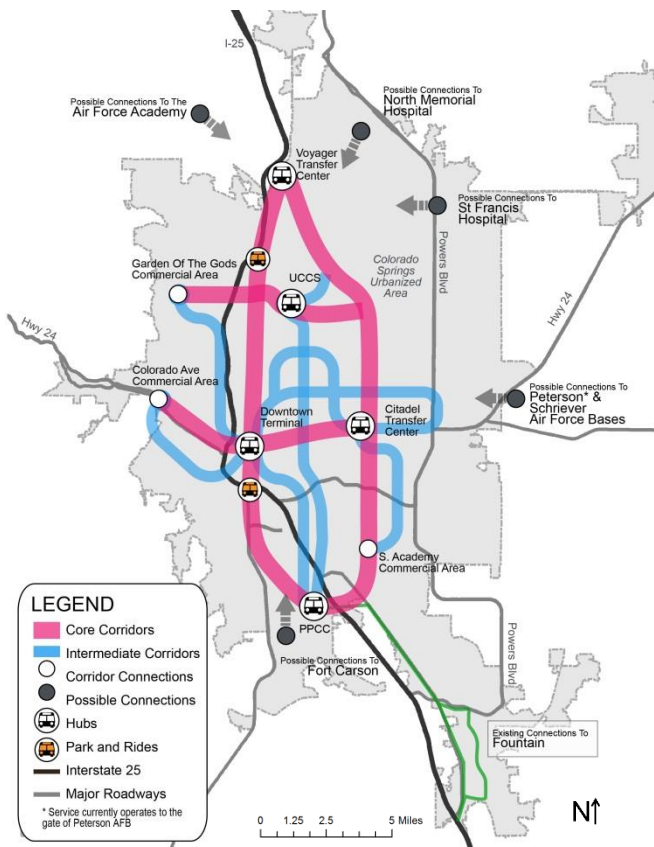 I-25
Possible Connections To The
Air Force Academy
Possible Connections To
North Memorial
Hospital
Voyager
Transfer
Center
Possible Connections To
St Francis
Hospital
Garden Of The Gods
Commercial Area
UCCS
Colorado
Springs
Urbanized
Area
Powers Blvd
Hwy 24
Hwy 24
Colorado Ave
Commercial Area
Downtown
Terminal
Citadel
Transfer
Center
Possible Connections To
Peterson* &
Schriever
Air Force Bases
S. Academy
Commercial Area
PPCC
Possible Connections To
Fort Carson
Powers Blvd
Existing Connections To
Fountain
LEGEND
Core Corridors
Intermediate Corridors
Corridor Connections
Possible Connections
Hubs
Park and Rides
Interstate 25
Major Roadways
* Service currently operates to the
gate of Peterson AFB
0 1.25 2.5 5 Miles
N↑